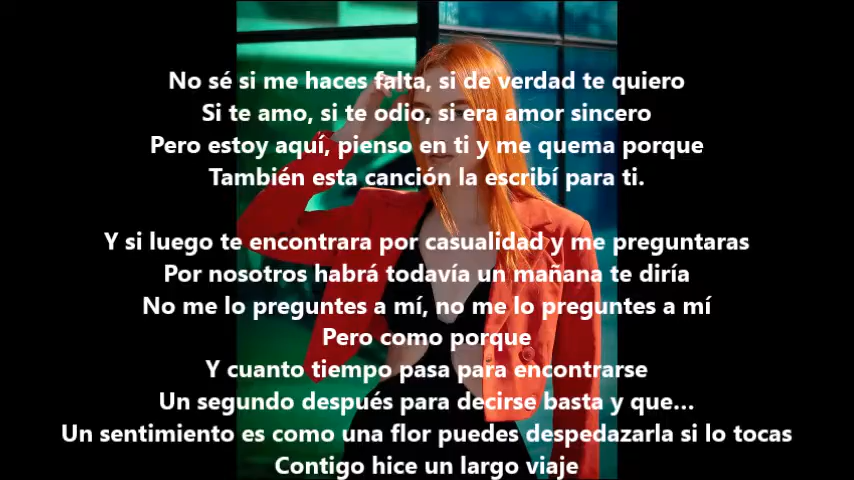 No sé si me haces falta, si de verdad te quiero
Si te amo, si te odio, si era amor sincero
Pero estoy aquí, pienso en ti y me quema porque
También esta canción la escribí para ti.
Y si luego te encontrara por casualidad y me preguntaras
Por nosotros habrá todavía un mañana te diría
No me lo preguntes a mí, no me lo preguntes a mí
Pero como porque
Y cuanto tiempo pasa para encontrarse
Un segundo después para decirse basta y que...
Un sentimiento es como una flor puedes despedazarla si lo tocas
Contigo hice un largo viaje